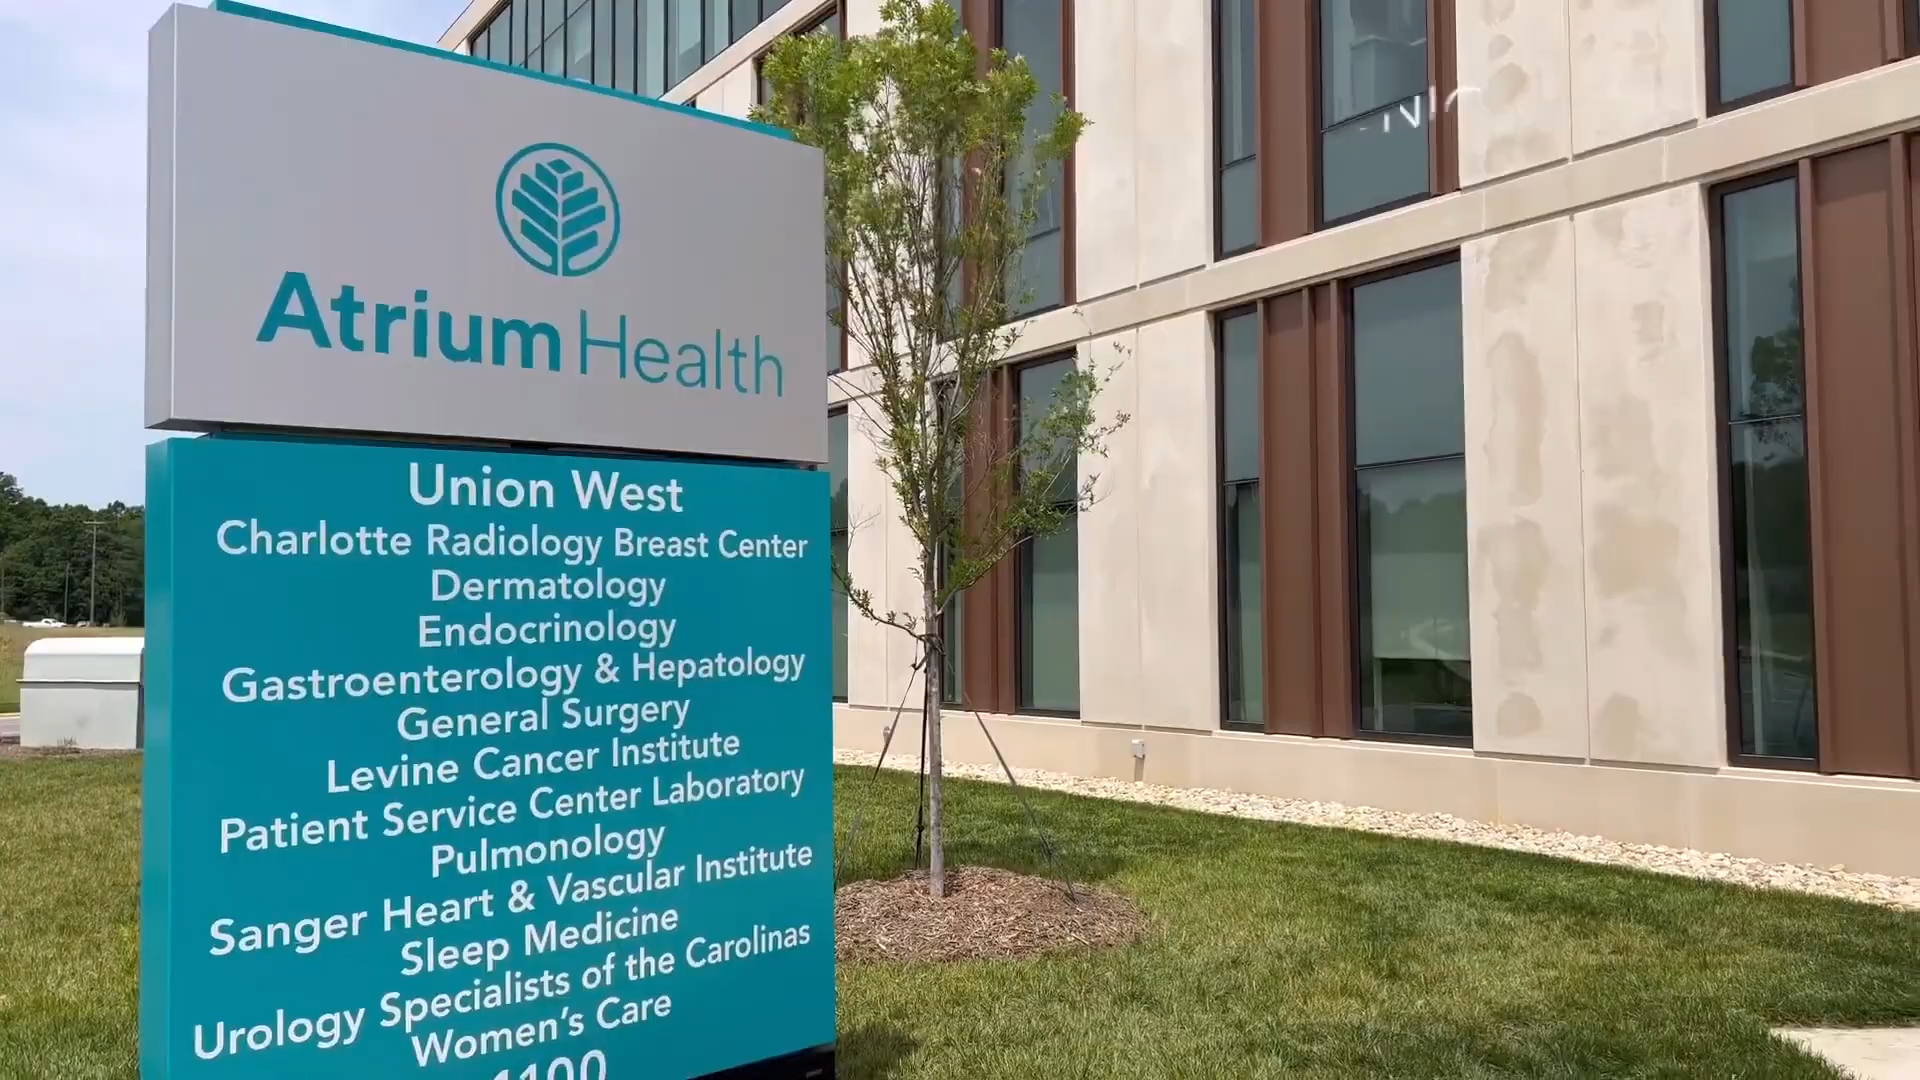 Atrium Health
Union West
Charlotte Radiology Breast Center
Dermatology
Endocrinology
Gastroenterology & Hepatology
General Surgery
Levine Cancer Institute
Patient Service Center Laboratory
Pulmonology
Sanger Heart & Vascular Institute
Sleep Medicine
Urology Specialists of the Carolinas
Women's Care